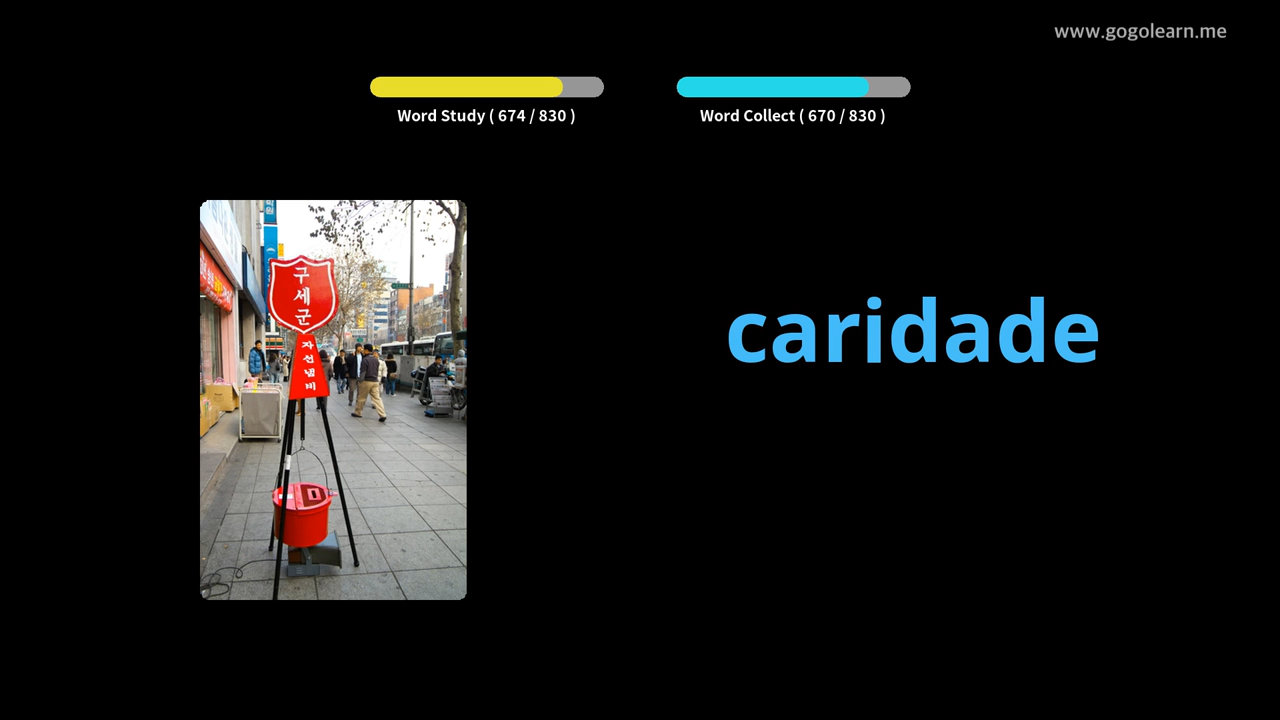 www.gogolearn.me
Word Study ( 674 / 830 )
Word Collect ( 670 / 830 )
구
세
군
자
선
냄
비
caridade